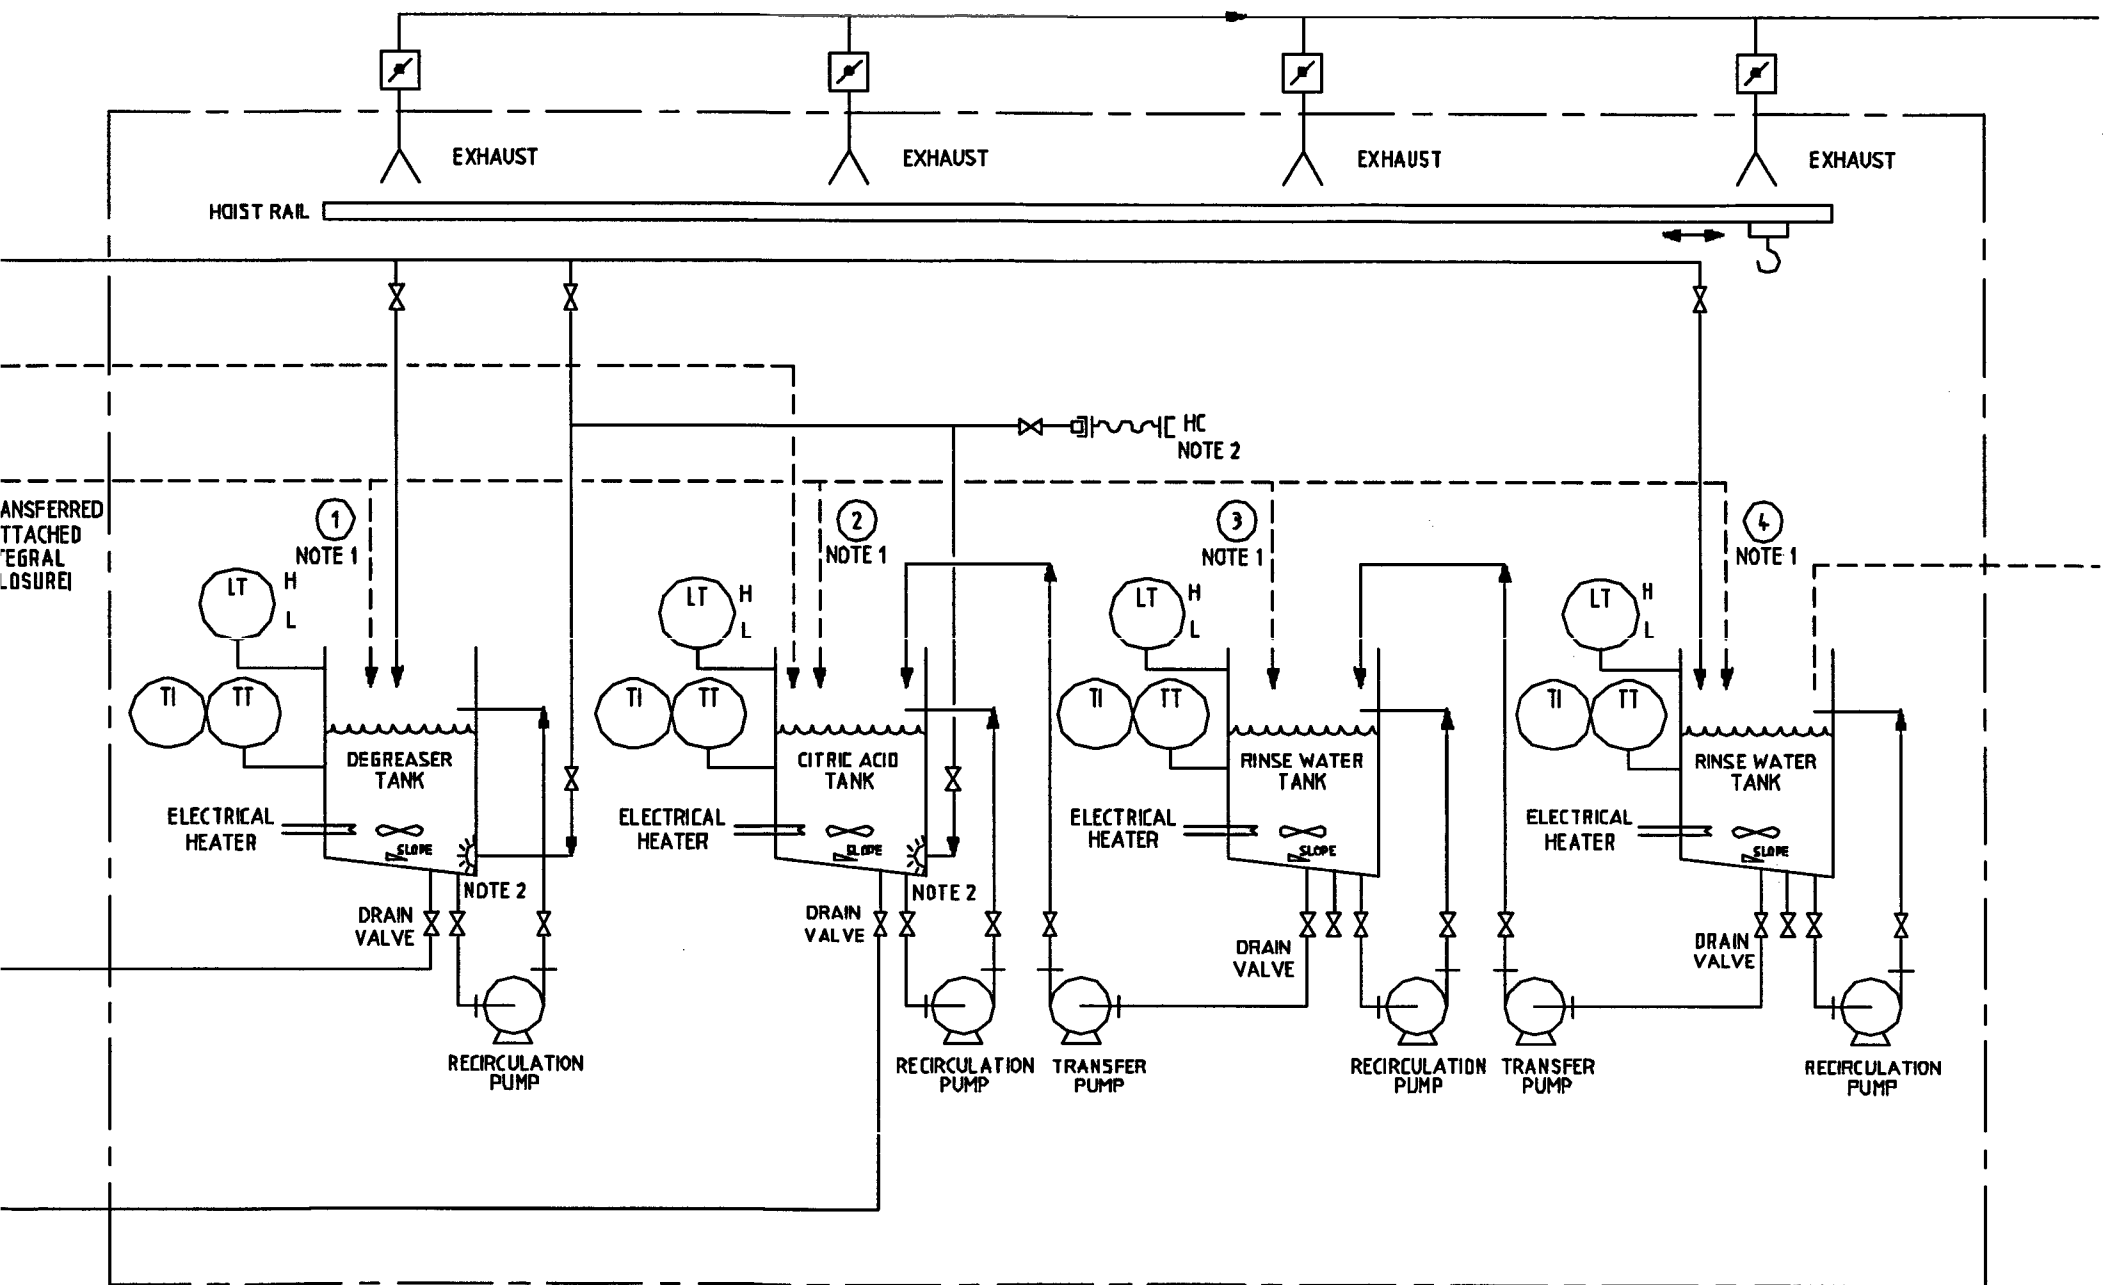 EXHAUST
EXHAUST
EXHAUST
EXHAUST
HOIST RAIL
HC
NOTE 2
ANSFERRED
TTACHED
TEGRAL
LOSURE)
1
NOTE 1
2
NOTE 1
3
NOTE 1
4
NOTE 1
LT
H
L
LT
H
L
LT
H
L
LT
H
L
TI
TT
TI
TT
TI
TT
TI
TT
DEGREASER
TANK
CITRIC ACID
TANK
RINSE WATER
TANK
RINSE WATER
TANK
ELECTRICAL
HEATER
ELECTRICAL
HEATER
ELECTRICAL
HEATER
ELECTRICAL
HEATER
SLOPE
SLOPE
SLOPE
SLOPE
NOTE 2
NOTE 2
DRAIN
VALVE
DRAIN
VALVE
DRAIN
VALVE
DRAIN
VALVE
RECIRCULATION
PUMP
RECIRCULATION
PUMP
TRANSFER
PUMP
RECIRCULATION
PUMP
TRANSFER
PUMP
RECIRCULATION
PUMP